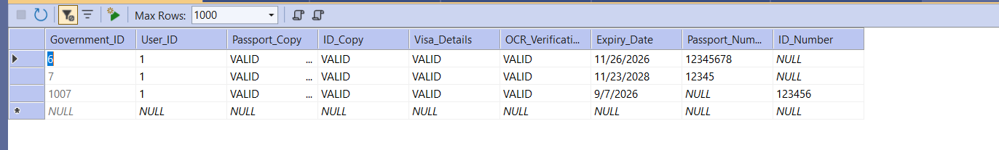 Max Rows: 1000
Government_ID User_ID Passport_Copy ID_Copy Visa_Details OCR_Verificati... Expiry_Date Passport_Num... ID_Number
6 1 VALID ... VALID VALID VALID 11/26/2026 12345678 NULL
7 1 VALID ... VALID VALID VALID 11/23/2028 12345 NULL
1007 1 VALID ... VALID VALID VALID 9/7/2026 NULL 123456
NULL NULL NULL NULL NULL NULL NULL NULL NULL